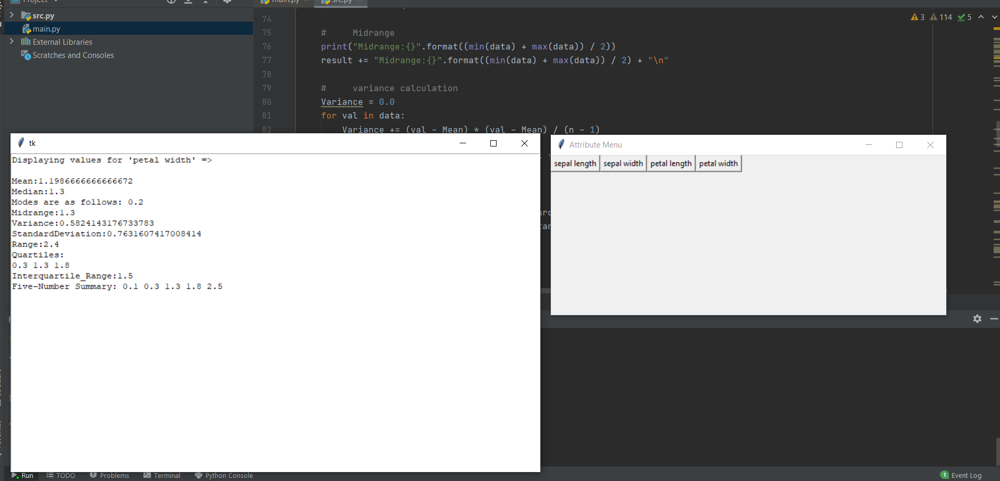 Project
main.py
src.py
src.py
main.py
External Libraries
Scratches and Consoles
3 114 5
74
75 # Midrange
76 print("Midrange:{}".format((min(data) + max(data)) / 2))
77 result += "Midrange:{}".format((min(data) + max(data)) / 2) + "\n"
78
79 # variance calculation
80 Variance = 0.0
81 for val in data:
82 Variance += (val - Mean) * (val - Mean) / (n - 1)
tk
Displaying values for 'petal width' =>
Mean:1.1986666666666672
Median:1.3
Modes are as follows: 0.2
Midrange:1.3
Variance:0.5824143176733783
StandardDeviation:0.7631607417008414
Range:2.4
Quartiles:
0.3 1.3 1.8
Interquartile_Range:1.5
Five-Number Summary: 0.1 0.3 1.3 1.8 2.5
Attribute Menu
sepal length sepal width petal length petal width
Run TODO Problems Terminal Python Console
1 Event Log